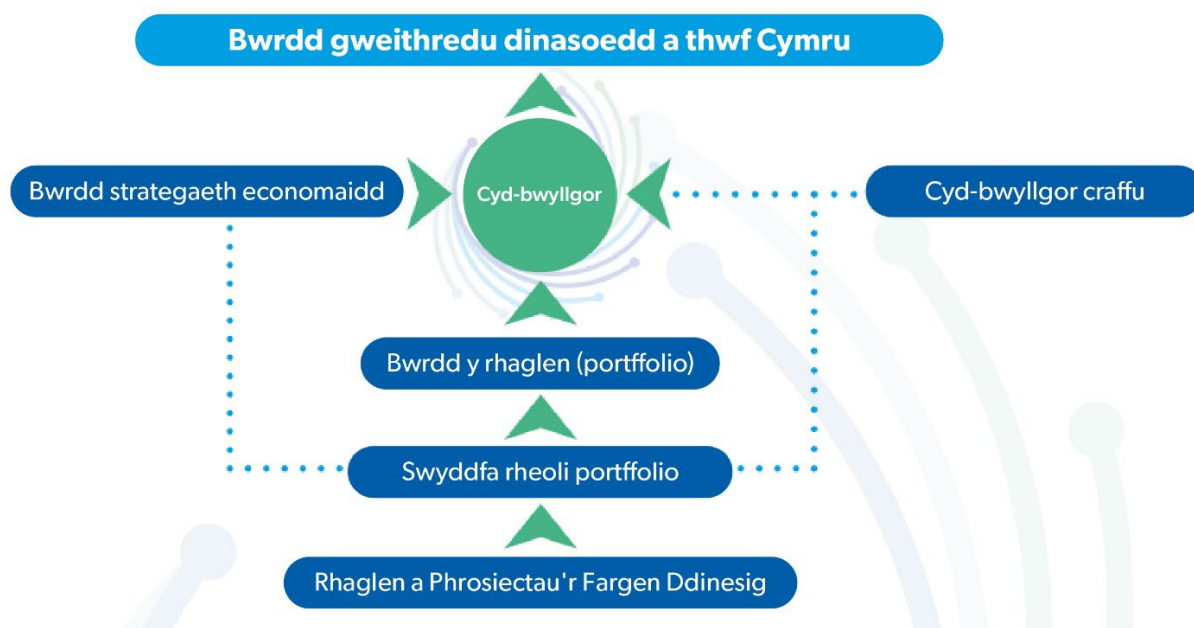 Bwrdd gweithredu dinasoedd a thwf Cymru
Bwrdd strategaeth economaidd
Cyd-bwyllgor
Cyd-bwyllgor craffu
Bwrdd y rhaglen (portffolio)
Swyddfa rheoli portffolio
Rhaglen a Phrosiectau'r Fargen Ddinesig